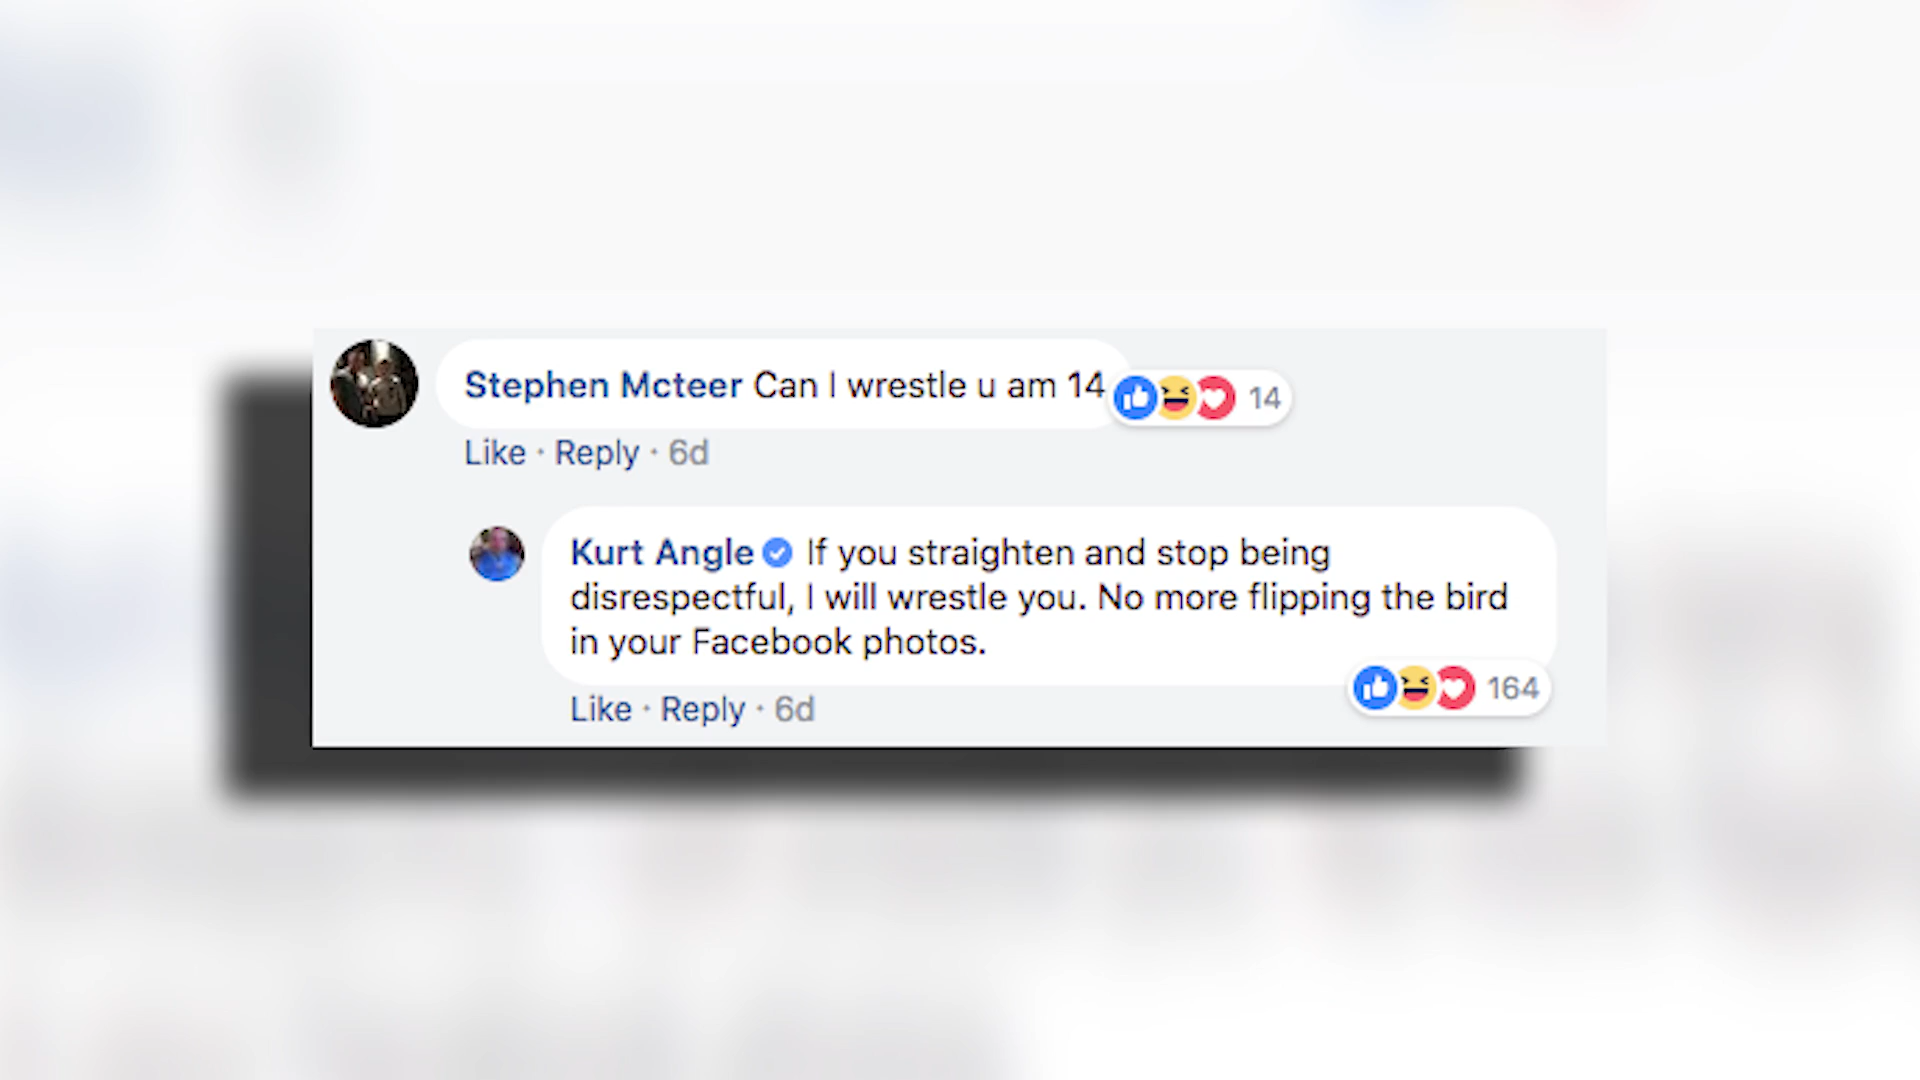 Stephen Mcteer Can I wrestle u am 14
14
Like · Reply · 6d
Kurt Angle If you straighten and stop being
disrespectful, I will wrestle you. No more flipping the bird
in your Facebook photos.
164
Like · Reply · 6d